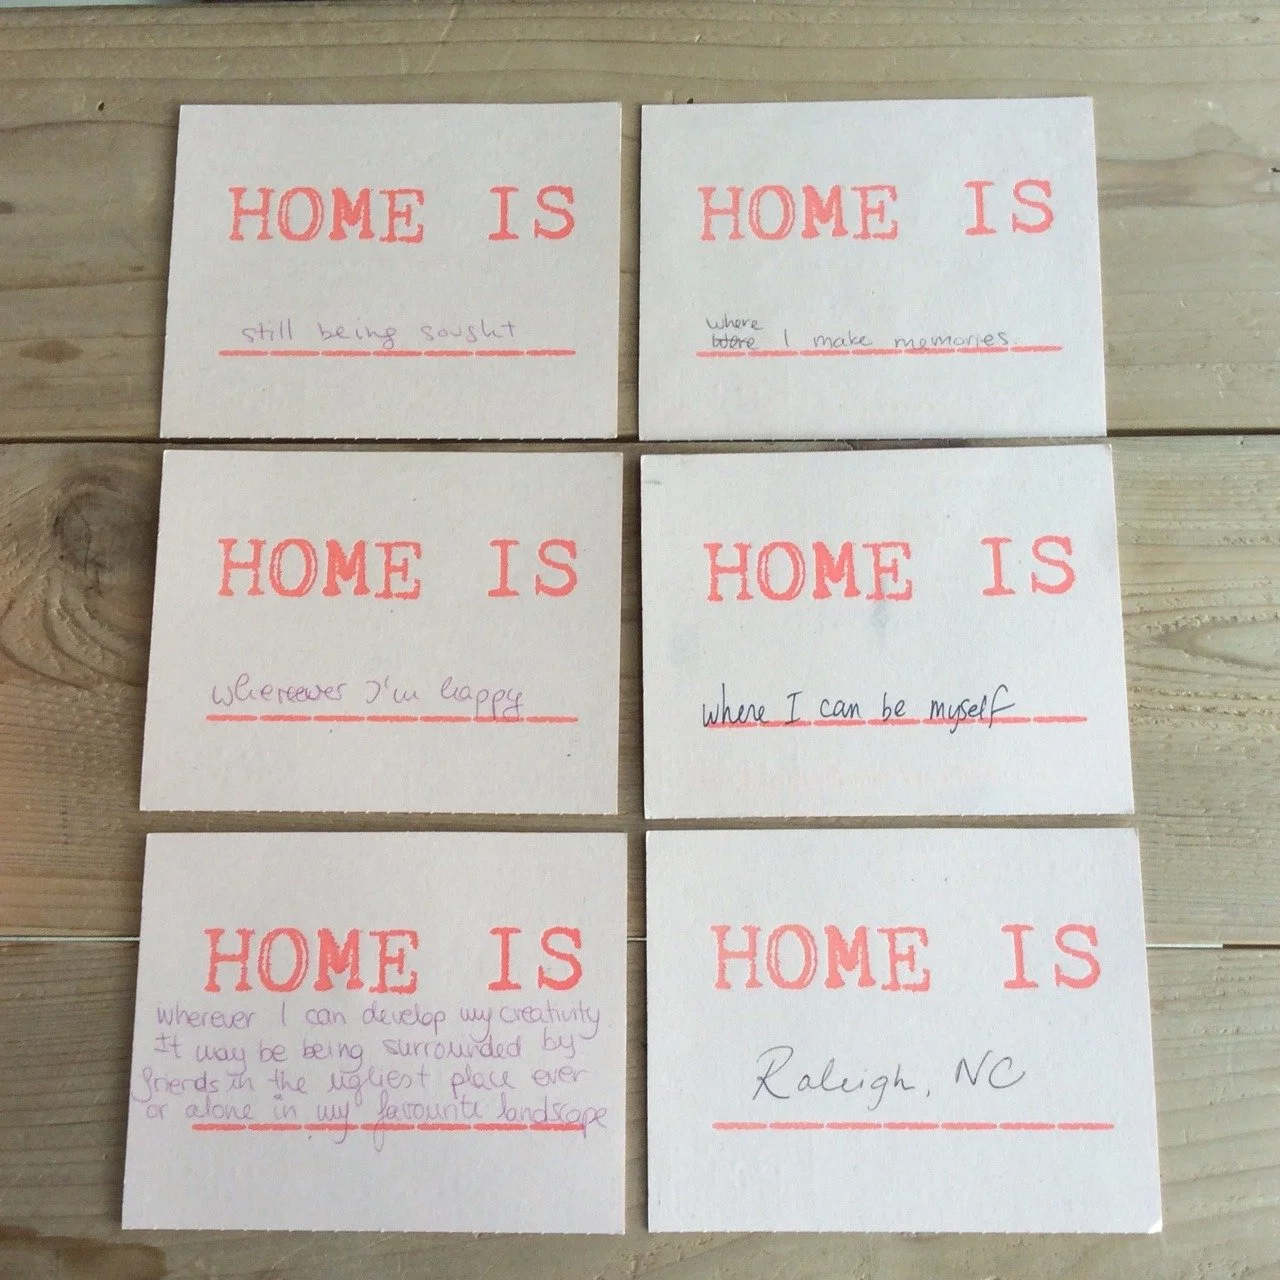 HOME IS
still being sought
HOME IS
where
Were I make memories.
HOME IS
whereever I'm happy
HOME IS
where I can be myself
HOME IS
wherever I can develop my creativity
It may be being surrounded by
friends in the ugliest place ever
or alone in my favourite landscape
HOME IS
Raleigh, NC